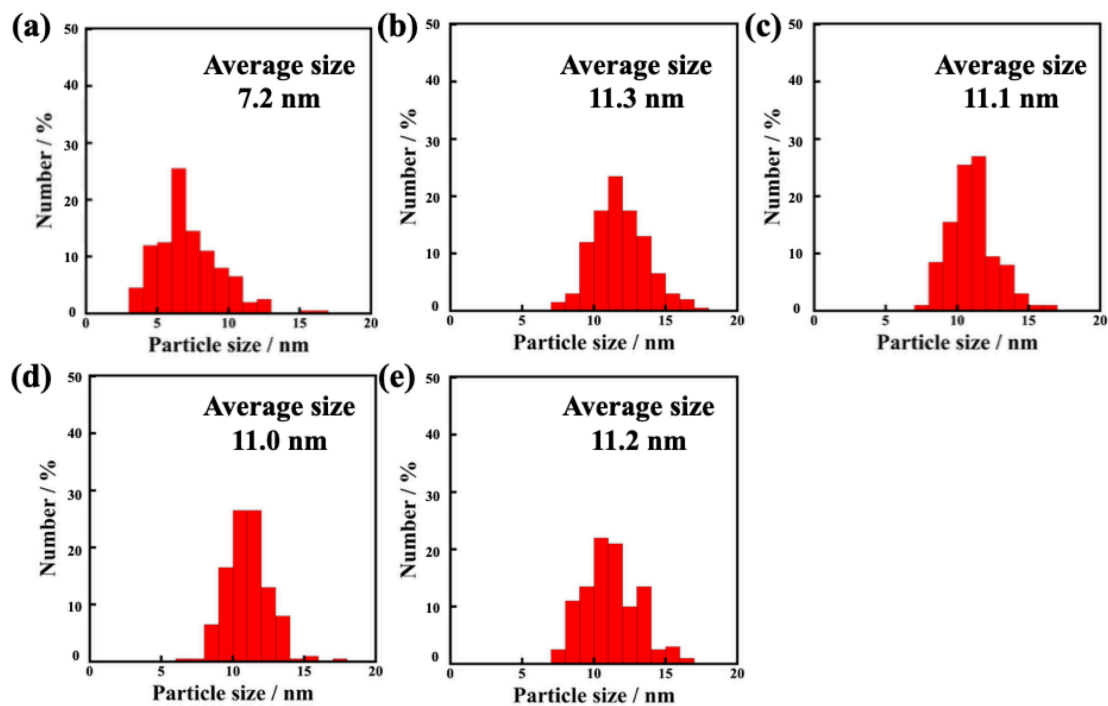 (a)
Average size
7.2 nm
Number / %
50
40
30
20
10
0
0 5 10 15 20
Particle size / nm
(b)
Average size
11.3 nm
Number / %
50
40
30
20
10
0
0 5 10 15 20
Particle size / nm
(c)
Average size
11.1 nm
Number / %
50
40
30
20
10
0
0 5 10 15 20
Particle size / nm
(d)
Average size
11.0 nm
Number / %
50
40
30
20
10
0
0 5 10 15 20
Particle size / nm
(e)
Average size
11.2 nm
Number / %
50
40
30
20
10
0
0 5 10 15 20
Particle size / nm